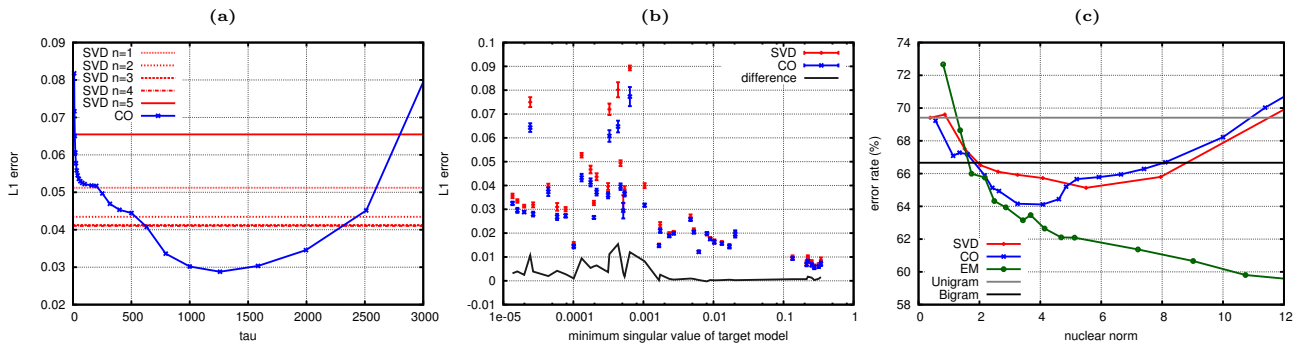 (a)
0.09
0.08
0.07
0.06
0.05
0.04
0.03
0.02
L1 error
SVD n=1
SVD n=2
SVD n=3
SVD n=4
SVD n=5
CO
0 500 1000 1500 2000 2500 3000
tau
(b)
0.1
0.09
0.08
0.07
0.06
0.05
0.04
0.03
0.02
0.01
0
-0.01
L1 error
SVD
CO
difference
1e-05 0.0001 0.001 0.01 0.1 1
minimum singular value of target model
(c)
74
72
70
68
66
64
62
60
58
error rate (%)
SVD
CO
EM
Unigram
Bigram
0 2 4 6 8 10 12
nuclear norm